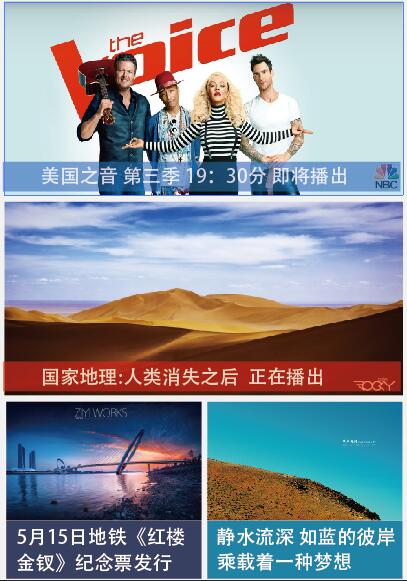 the
Voice
美国之音 第三季 19：30分 即将播出
NBC
国家地理:人类消失之后 正在播出
ROCKY
ZIYI WORKS
5月15日地铁《红楼
金钗》纪念票发行
静水流深 如蓝的彼岸
乘载着一种梦想